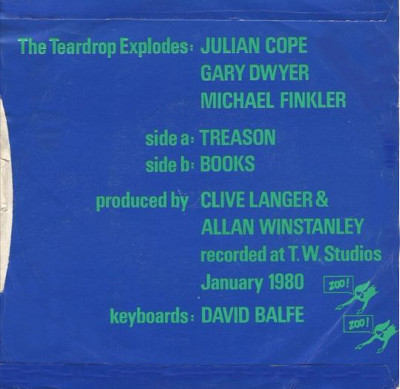 The Teardrop Explodes: JULIAN COPE
GARY DWYER
MICHAEL FINKLER
side a: TREASON
side b: BOOKS
produced by CLIVE LANGER &
ALLAN WINSTANLEY
recorded at T.W. Studios
January 1980
ZOO!
keyboards: DAVID BALFE
ZOO!